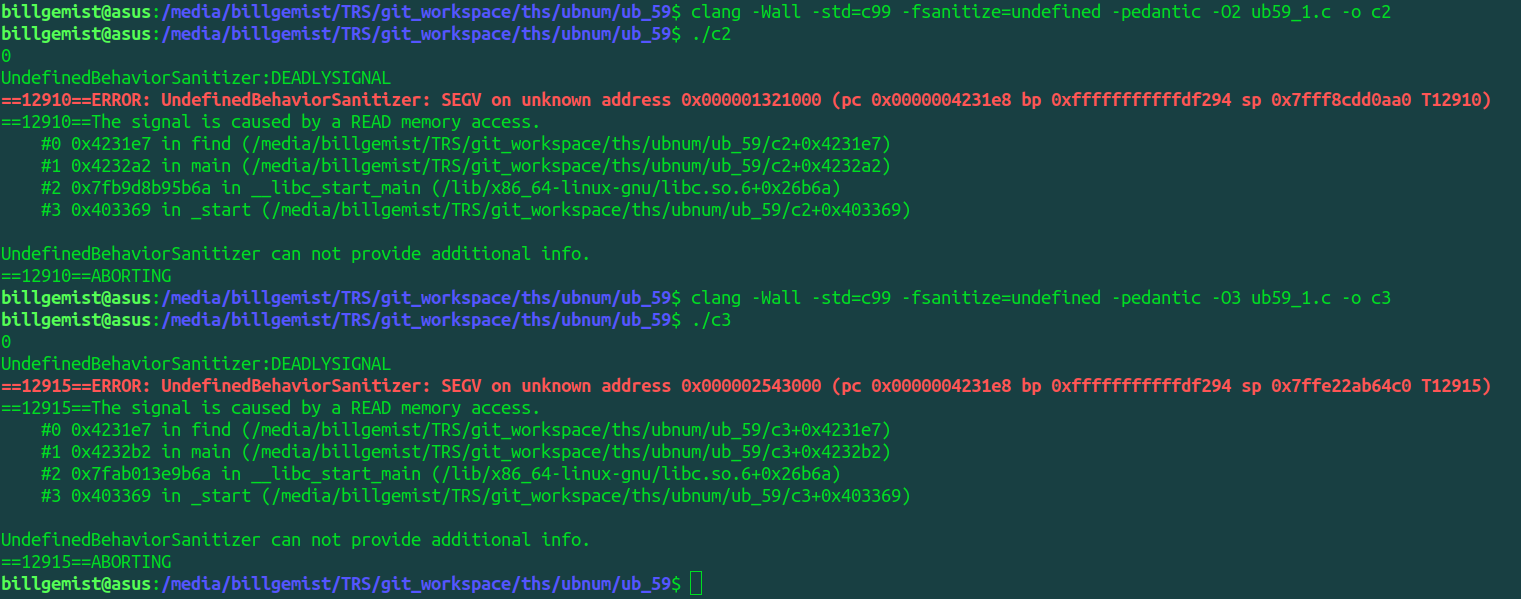 billgemist@asus:/media/billgemist/TRS/git_workspace/ths/ubnum/ub_59$ clang -Wall -std=c99 -fsanitize=undefined -pedantic -O2 ub59_1.c -o c2
billgemist@asus:/media/billgemist/TRS/git_workspace/ths/ubnum/ub_59$ ./c2
0
UndefinedBehaviorSanitizer:DEADLYSIGNAL
==12910==ERROR: UndefinedBehaviorSanitizer: SEGV on unknown address 0x000001321000 (pc 0x0000004231e8 bp 0xfffffffffffdf294 sp 0x7fff8cdd0aa0 T12910)
==12910==The signal is caused by a READ memory access.
    #0 0x4231e7 in find (/media/billgemist/TRS/git_workspace/ths/ubnum/ub_59/c2+0x4231e7)
    #1 0x4232a2 in main (/media/billgemist/TRS/git_workspace/ths/ubnum/ub_59/c2+0x4232a2)
    #2 0x7fb9d8b95b6a in __libc_start_main (/lib/x86_64-linux-gnu/libc.so.6+0x26b6a)
    #3 0x403369 in _start (/media/billgemist/TRS/git_workspace/ths/ubnum/ub_59/c2+0x403369)

UndefinedBehaviorSanitizer can not provide additional info.
==12910==ABORTING
billgemist@asus:/media/billgemist/TRS/git_workspace/ths/ubnum/ub_59$ clang -Wall -std=c99 -fsanitize=undefined -pedantic -O3 ub59_1.c -o c3
billgemist@asus:/media/billgemist/TRS/git_workspace/ths/ubnum/ub_59$ ./c3
0
UndefinedBehaviorSanitizer:DEADLYSIGNAL
==12915==ERROR: UndefinedBehaviorSanitizer: SEGV on unknown address 0x000002543000 (pc 0x0000004231e8 bp 0xfffffffffffdf294 sp 0x7ffe22ab64c0 T12915)
==12915==The signal is caused by a READ memory access.
    #0 0x4231e7 in find (/media/billgemist/TRS/git_workspace/ths/ubnum/ub_59/c3+0x4231e7)
    #1 0x4232b2 in main (/media/billgemist/TRS/git_workspace/ths/ubnum/ub_59/c3+0x4232b2)
    #2 0x7fab013e9b6a in __libc_start_main (/lib/x86_64-linux-gnu/libc.so.6+0x26b6a)
    #3 0x403369 in _start (/media/billgemist/TRS/git_workspace/ths/ubnum/ub_59/c3+0x403369)

UndefinedBehaviorSanitizer can not provide additional info.
==12915==ABORTING
billgemist@asus:/media/billgemist/TRS/git_workspace/ths/ubnum/ub_59$